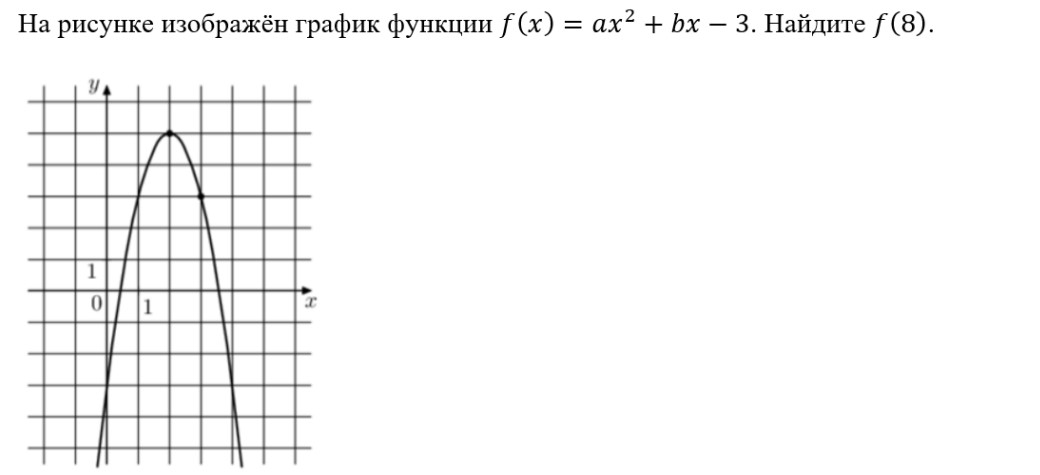 На рисунке изображён график функции f(x) = ax² + bx − 3. Найдите f(8).
y
1
0 1 x